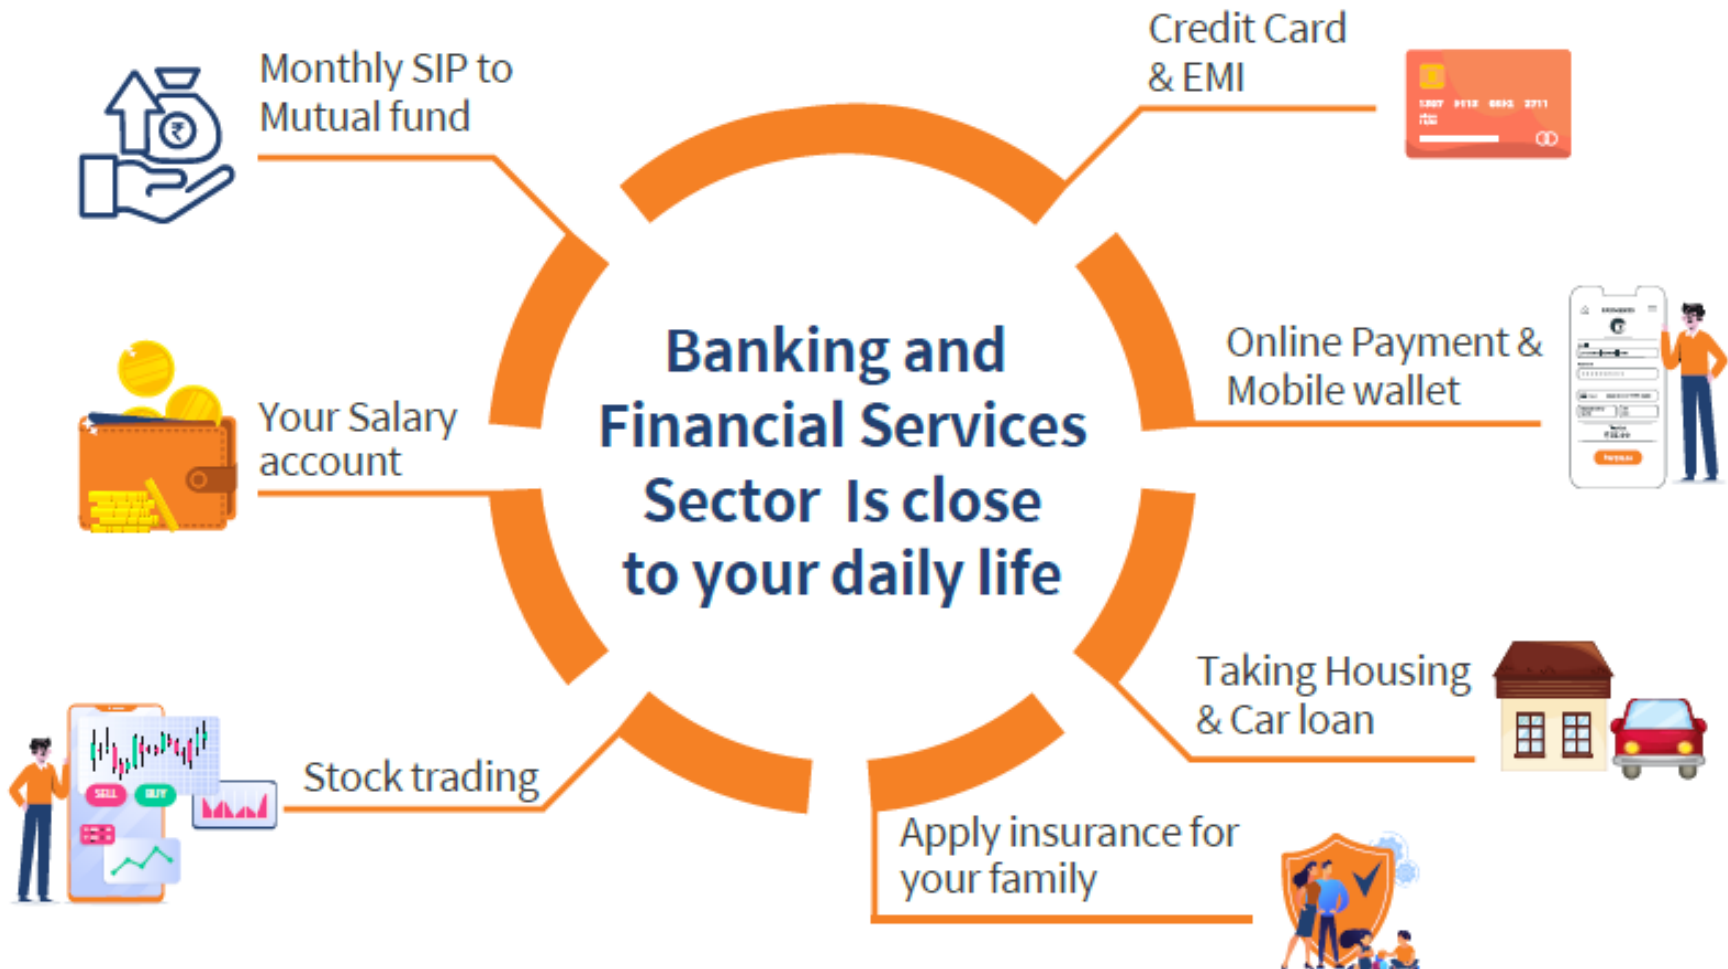 Credit Card
& EMI
Monthly SIP to
Mutual fund
Banking and
Financial Services
Sector Is close
to your daily life
Online Payment &
Mobile wallet
Your Salary
account
Taking Housing
& Car loan
Stock trading
SELL
BUY
Apply insurance for
your family